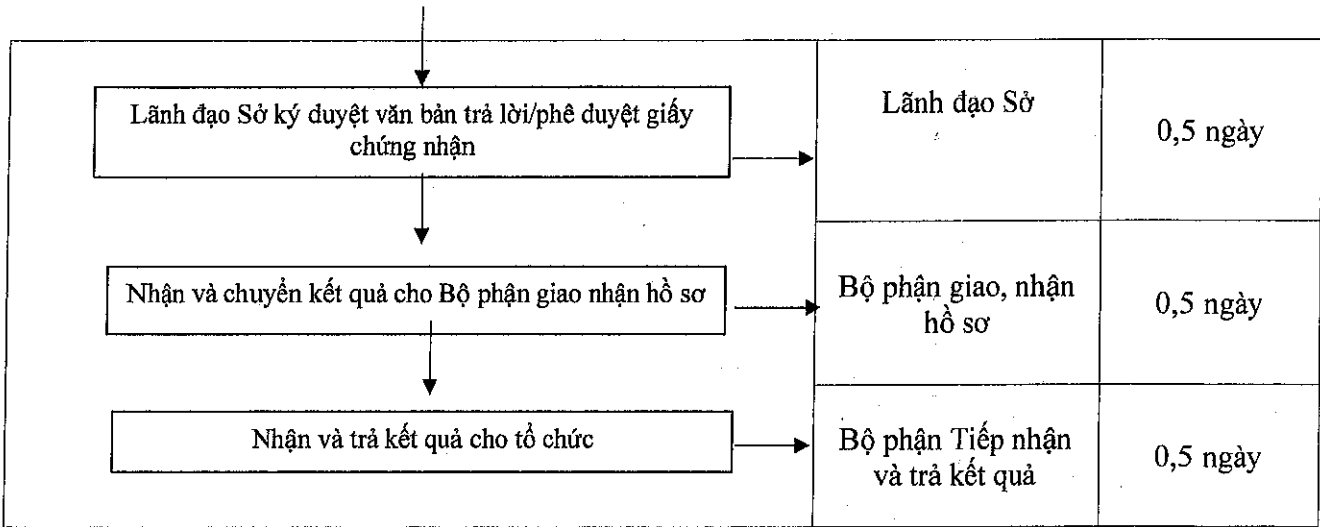 Lãnh đạo Sở ký duyệt văn bản trả lời/phê duyệt giấy
chứng nhận
Lãnh đạo Sở
0,5 ngày
Nhận và chuyển kết quả cho Bộ phận giao nhận hồ sơ
Bộ phận giao, nhận
hồ sơ
0,5 ngày
Nhận và trả kết quả cho tổ chức
Bộ phận Tiếp nhận
và trả kết quả
0,5 ngày